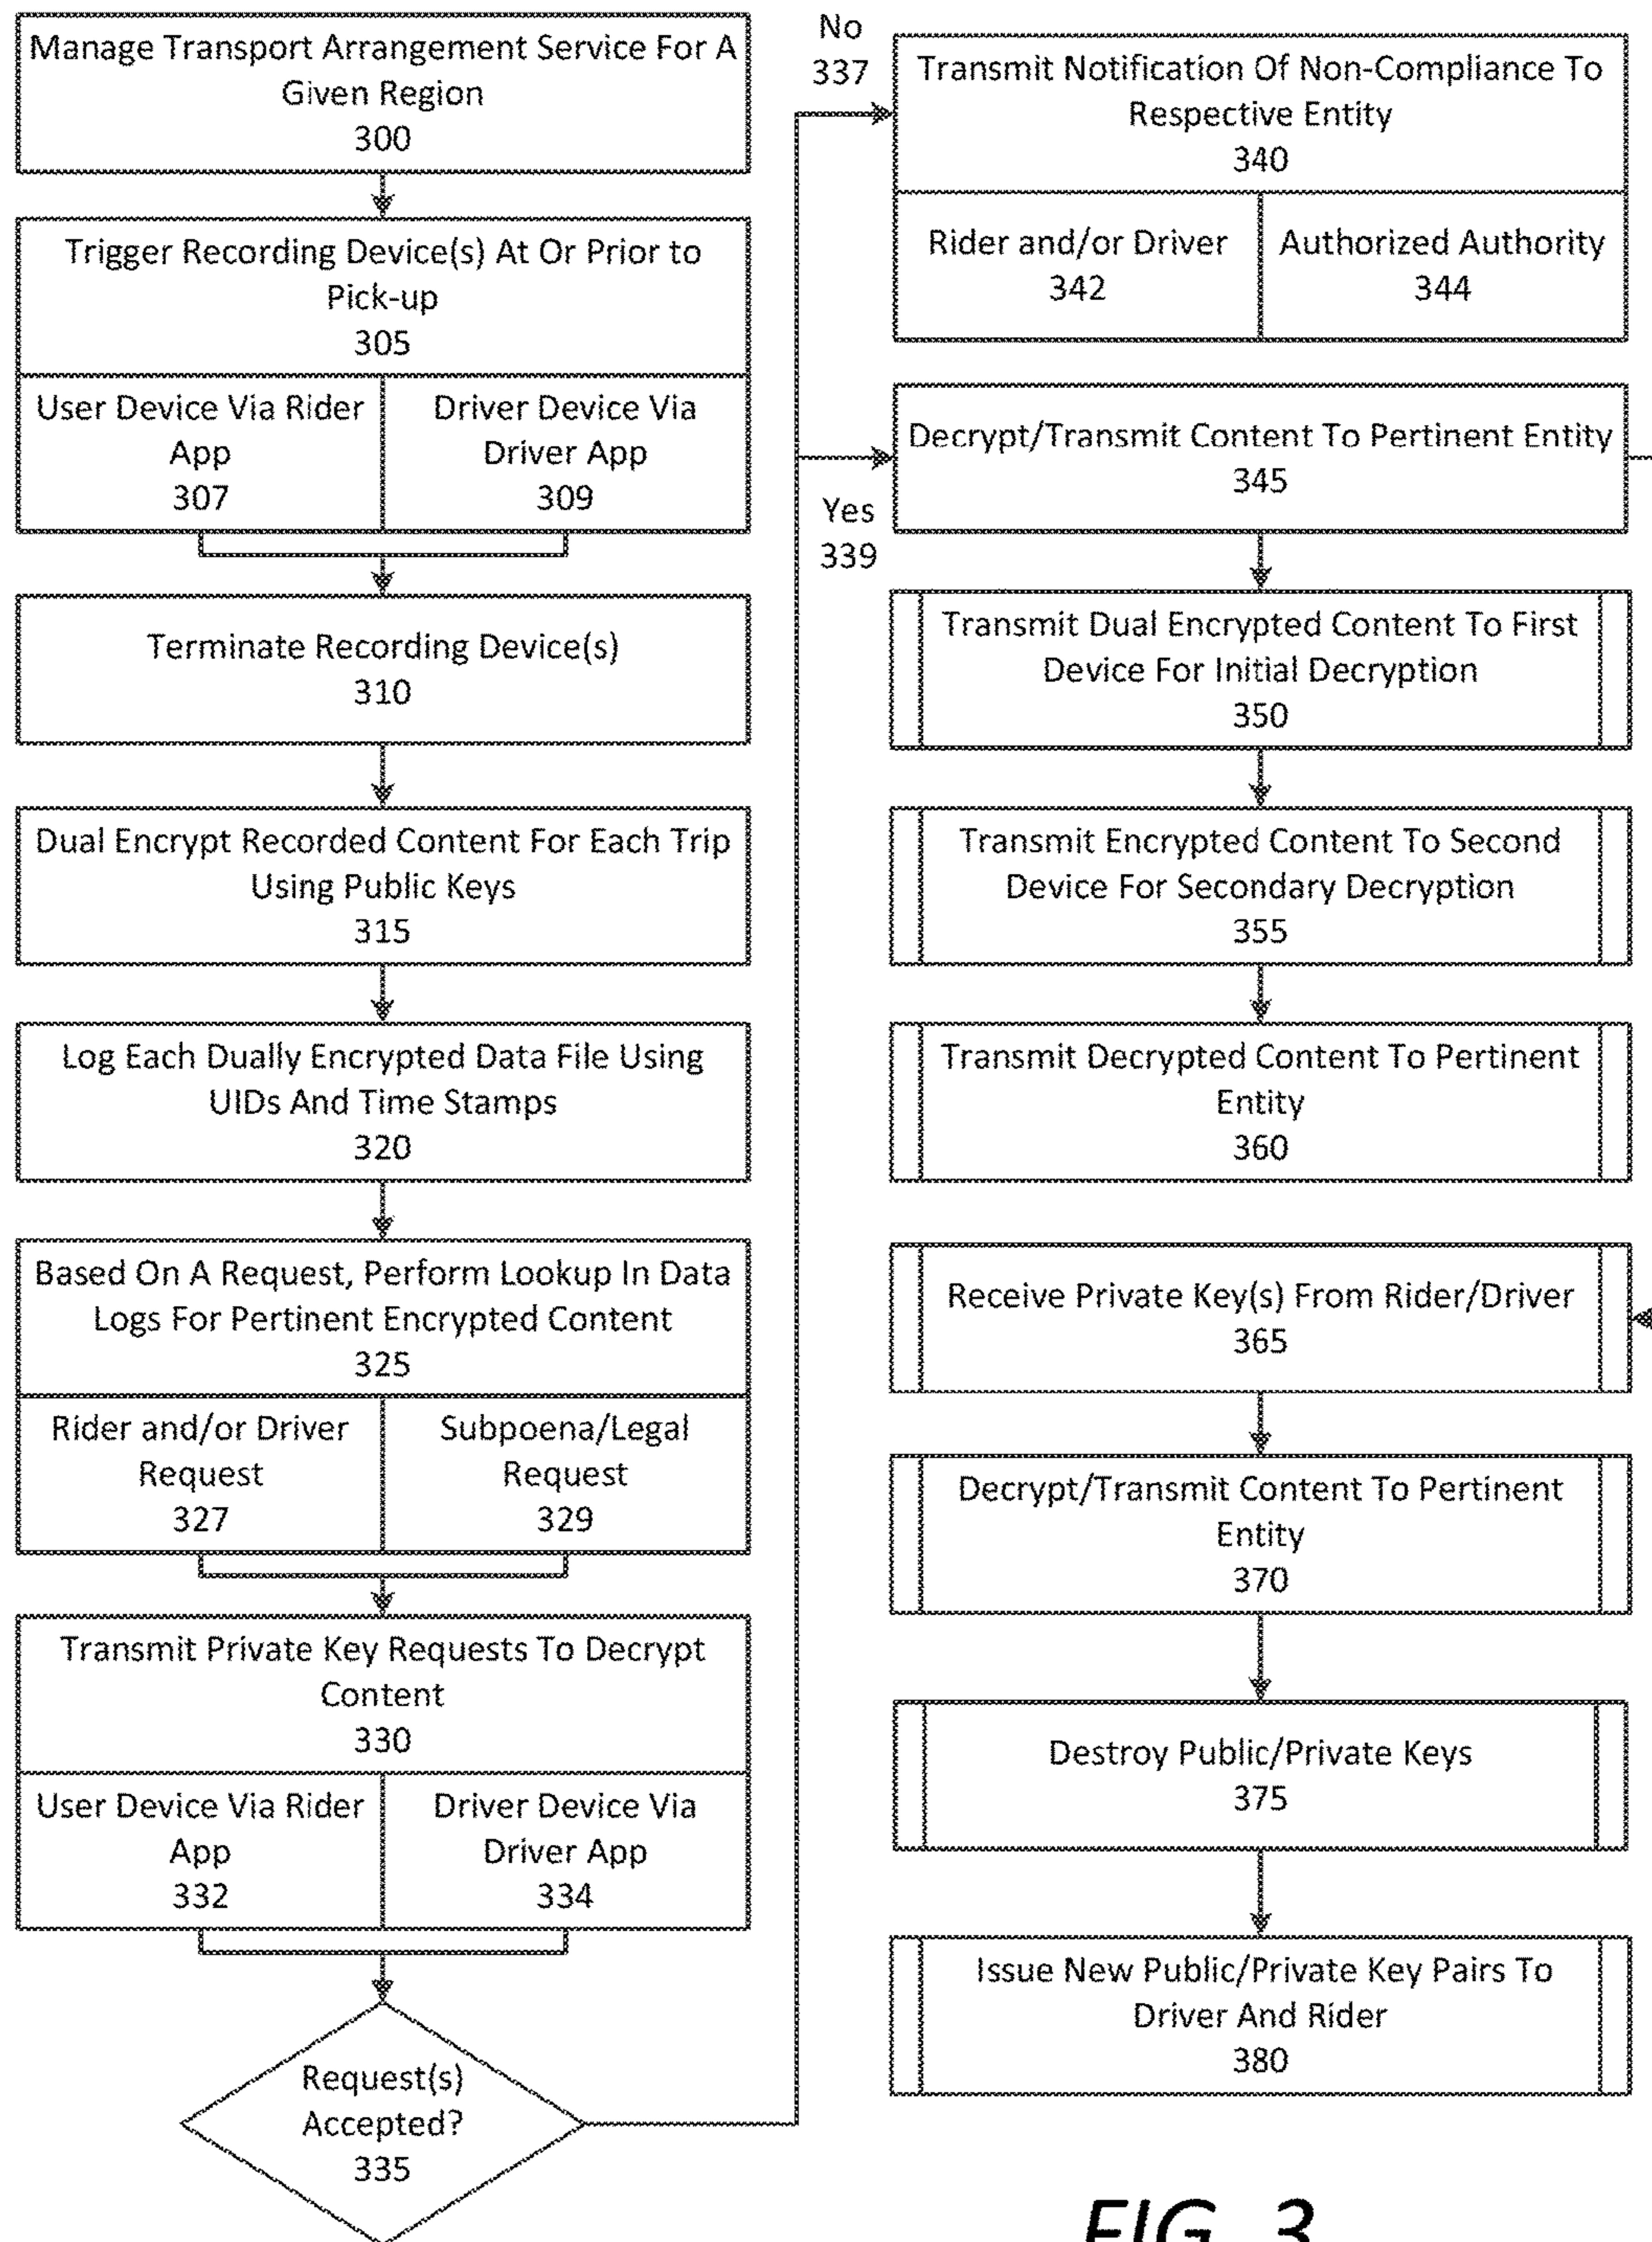 Manage Transport Arrangement Service For A
Given Region
300
Trigger Recording Device(s) At Or Prior to
Pick-up
305
User Device Via Rider
App
307
Driver Device Via
Driver App
309
Terminate Recording Device(s)
310
Dual Encrypt Recorded Content For Each Trip
Using Public Keys
315
Log Each Dually Encrypted Data File Using
UIDs And Time Stamps
320
Based On A Request, Perform Lookup In Data
Logs For Pertinent Encrypted Content
325
Rider and/or Driver
Request
327
Subpoena/Legal
Request
329
Transmit Private Key Requests To Decrypt
Content
330
User Device Via Rider
App
332
Driver Device Via
Driver App
334
Request(s)
Accepted?
335
No
337
Transmit Notification Of Non-Compliance To
Respective Entity
340
Rider and/or Driver
342
Authorized Authority
344
Yes
339
Decrypt/Transmit Content To Pertinent Entity
345
Transmit Dual Encrypted Content To First
Device For Initial Decryption
350
Transmit Encrypted Content To Second
Device For Secondary Decryption
355
Transmit Decrypted Content To Pertinent
Entity
360
Receive Private Key(s) From Rider/Driver
365
Decrypt/Transmit Content To Pertinent
Entity
370
Destroy Public/Private Keys
375
Issue New Public/Private Key Pairs To
Driver And Rider
380
FIG. 3